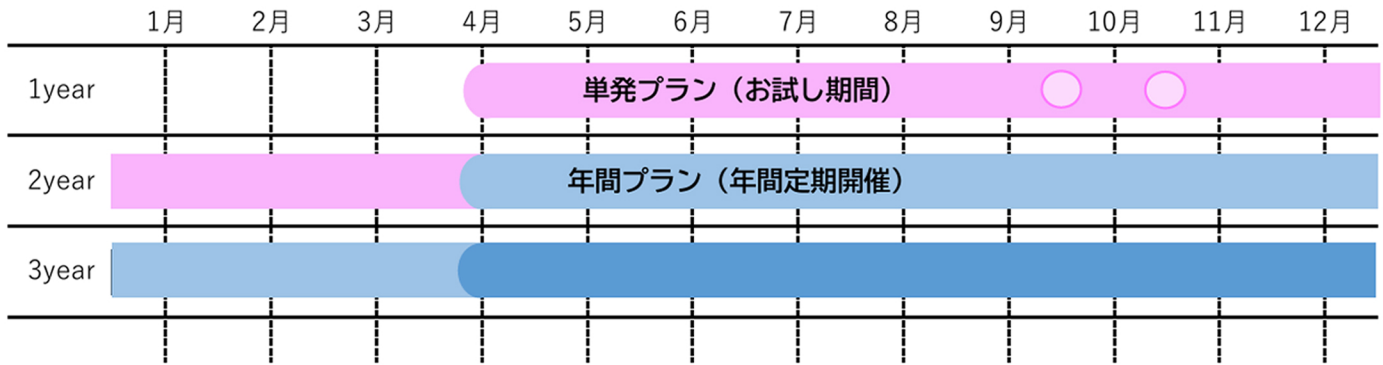 1月 2月 3月 4月 5月 6月 7月 8月 9月 10月 11月 12月
1year 単発プラン（お試し期間）
2year 年間プラン（年間定期開催）
3year